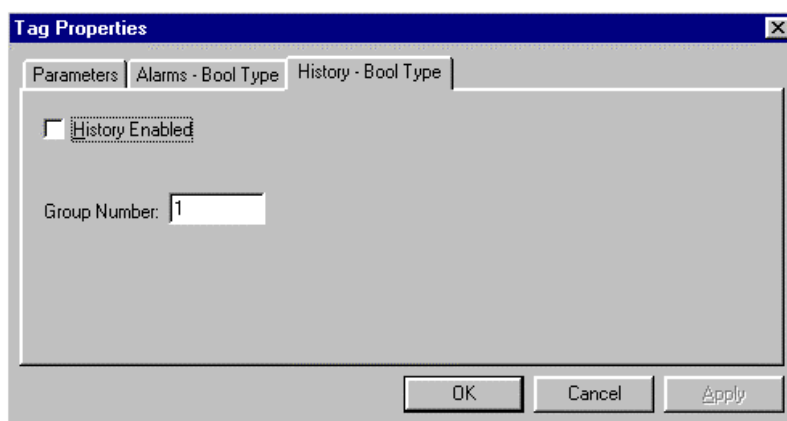 Tag Properties
Parameters Alarms - Bool Type History - Bool Type
History Enabled
Group Number: 1
OK Cancel Apply